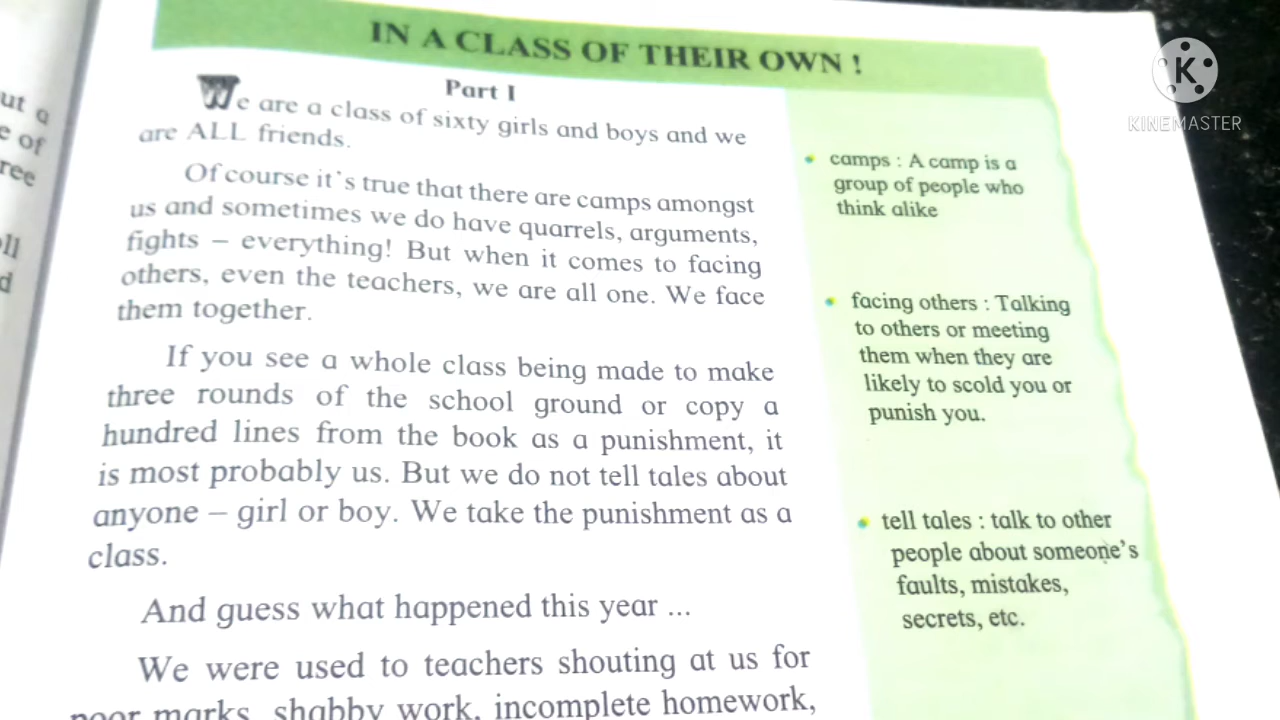 IN A CLASS OF THEIR OWN !
Part I
We are a class of sixty girls and boys and we
are ALL friends.
Of course it's true that there are camps amongst
us and sometimes we do have quarrels, arguments,
fights – everything! But when it comes to facing
others, even the teachers, we are all one. We face
them together.
If you see a whole class being made to make
three rounds of the school ground or copy a
hundred lines from the book as a punishment, it
is most probably us. But we do not tell tales about
anyone – girl or boy. We take the punishment as a
class.
And guess what happened this year ...
We were used to teachers shouting at us for
poor marks, shabby work, incomplete homework,
• camps : A camp is a
group of people who
think alike
• facing others : Talking
to others or meeting
them when they are
likely to scold you or
punish you.
• tell tales : talk to other
people about someone's
faults, mistakes,
secrets, etc.
K
KINEMASTER